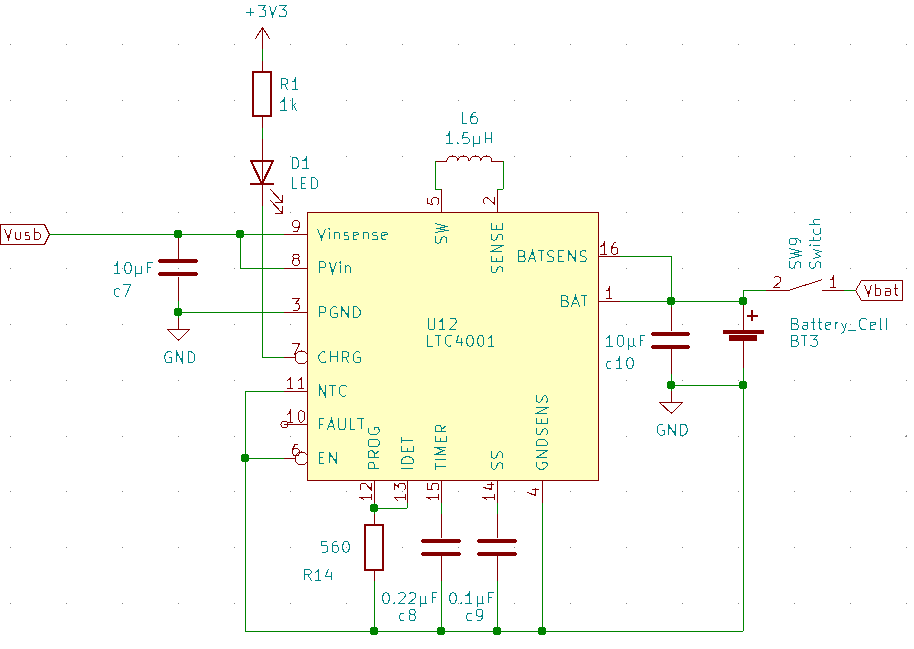 +3V3
R1
1k
L6
1.5µH
D1
LED
5
2
SW9
Switch
Vusb
9
Vinsense
SW
SENSE
16
BATSENS
10µF
c7
8
PVin
2
1
Vbat
3
PGND
1
BAT
+
GND
U12
LTC4001
10µF
c10
Battery_Cell
BT3
7
CHRG
11
NTC
10
FAULT
GND
6
EN
PROG
IDET
TIMER
SS
GNDSENS
12
13
15
14
4
560
R14
0.22µF
c8
0.1µF
c9